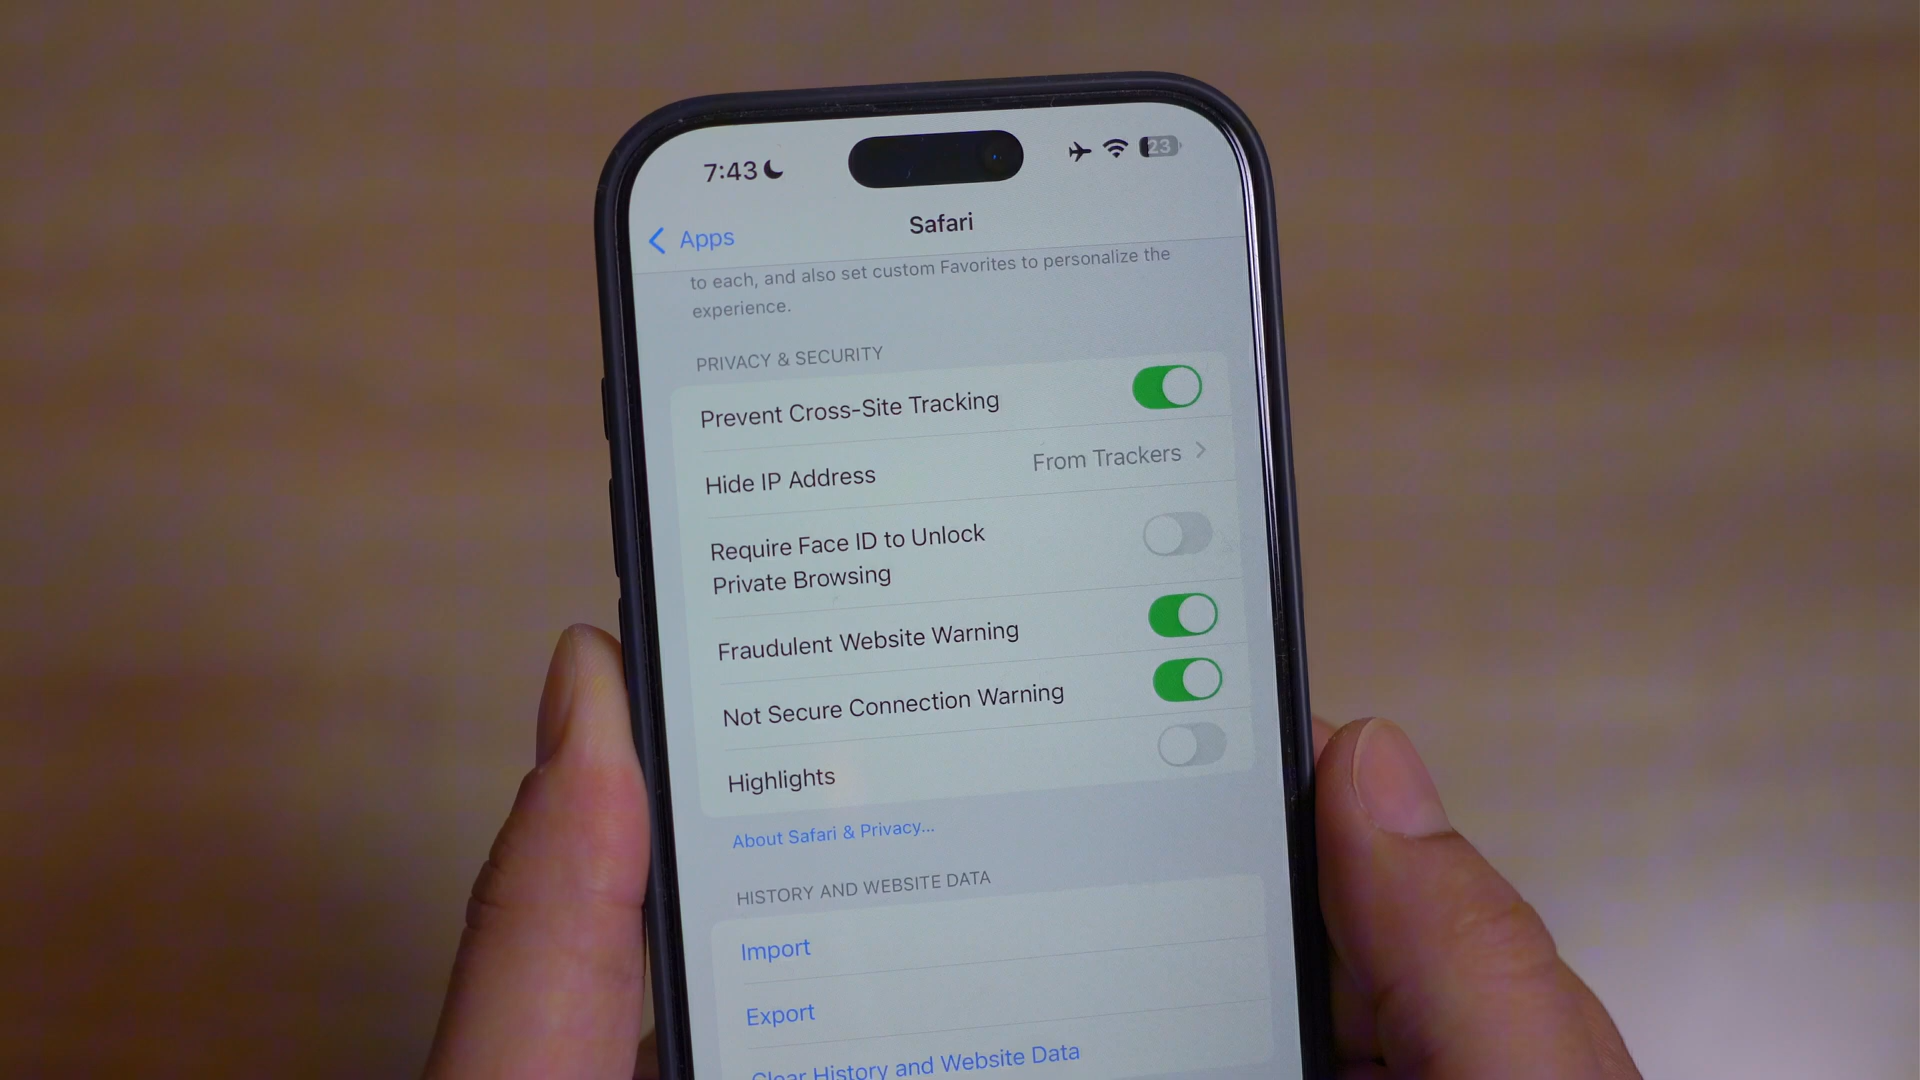 7:43
23
Apps
Safari
to each, and also set custom Favorites to personalize the
experience.
PRIVACY & SECURITY
Prevent Cross-Site Tracking
Hide IP Address From Trackers
Require Face ID to Unlock
Private Browsing
Fraudulent Website Warning
Not Secure Connection Warning
Highlights
About Safari & Privacy...
HISTORY AND WEBSITE DATA
Import
Export
Clear History and Website Data